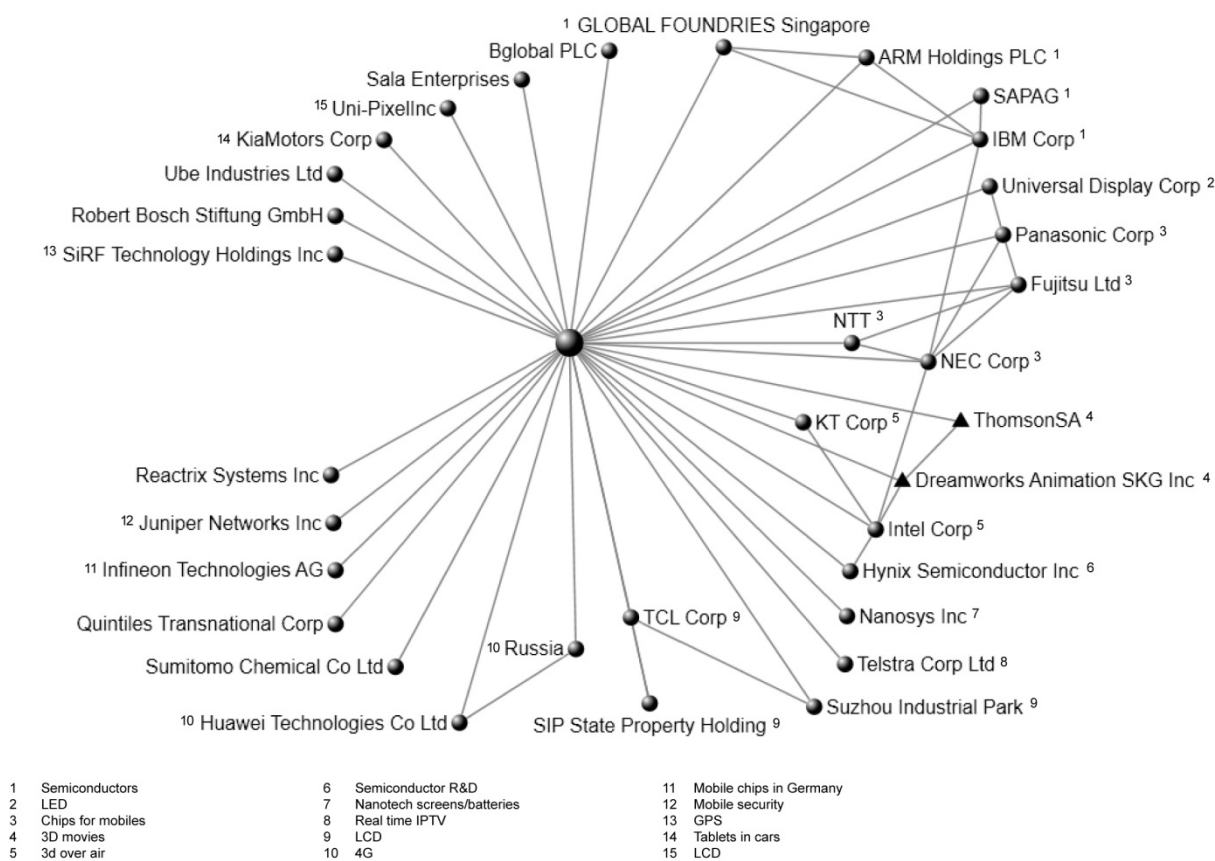 ¹ GLOBAL FOUNDRIES Singapore
Bglobal PLC
ARM Holdings PLC ¹
Sala Enterprises
SAPAG ¹
¹⁵ Uni-PixelInc
¹⁴ KiaMotors Corp
IBM Corp ¹
Ube Industries Ltd
Universal Display Corp ²
Robert Bosch Stiftung GmbH
Panasonic Corp ³
¹³ SiRF Technology Holdings Inc
Fujitsu Ltd ³
NTT ³
NEC Corp ³
KT Corp ⁵
ThomsonSA ⁴
Reactrix Systems Inc
Dreamworks Animation SKG Inc ⁴
¹² Juniper Networks Inc
Intel Corp ⁵
¹¹ Infineon Technologies AG
Hynix Semiconductor Inc ⁶
Quintiles Transnational Corp
TCL Corp ⁹
Nanosys Inc ⁷
¹⁰ Russia
Sumitomo Chemical Co Ltd
Telstra Corp Ltd ⁸
¹⁰ Huawei Technologies Co Ltd
SIP State Property Holding ⁹
Suzhou Industrial Park ⁹
1 Semiconductors
2 LED
3 Chips for mobiles
4 3D movies
5 3d over air
6 Semiconductor R&D
7 Nanotech screens/batteries
8 Real time IPTV
9 LCD
10 4G
11 Mobile chips in Germany
12 Mobile security
13 GPS
14 Tablets in cars
15 LCD